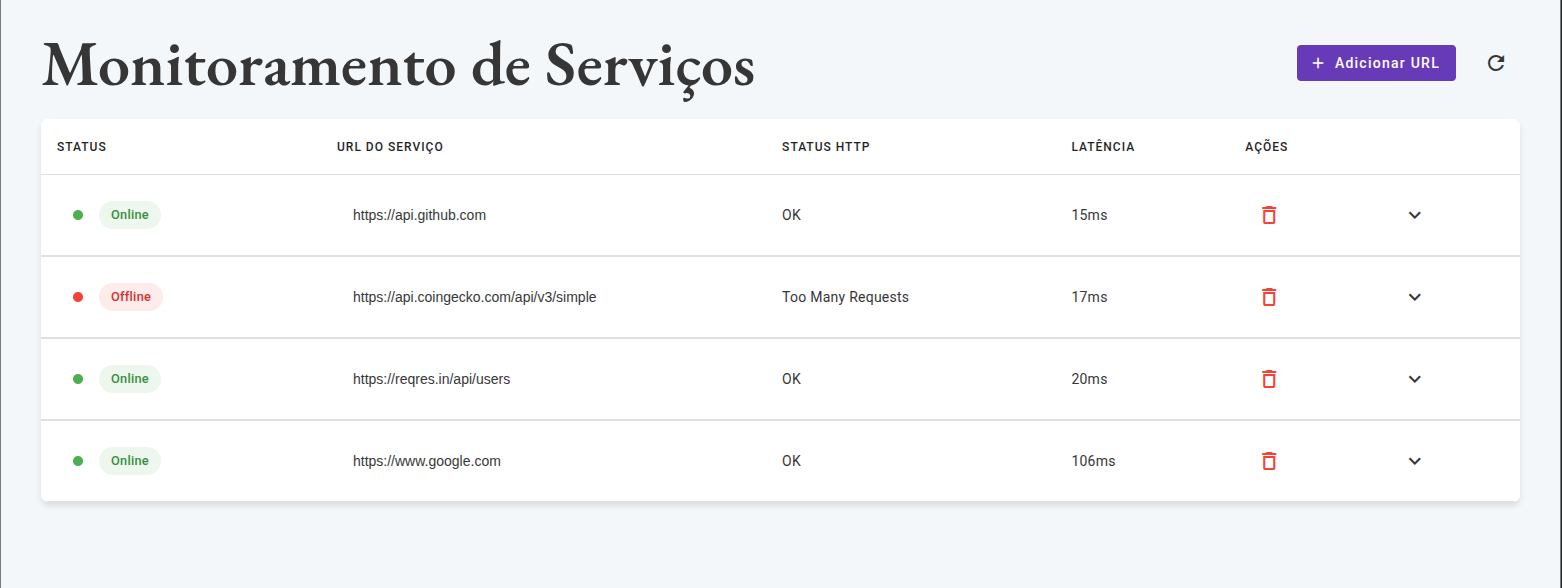 Monitoramento de Serviços
+ Adicionar URL
STATUS URL DO SERVIÇO STATUS HTTP LATÊNCIA AÇÕES
Online https://api.github.com OK 15ms
Offline https://api.coingecko.com/api/v3/simple Too Many Requests 17ms
Online https://reqres.in/api/users OK 20ms
Online https://www.google.com OK 106ms